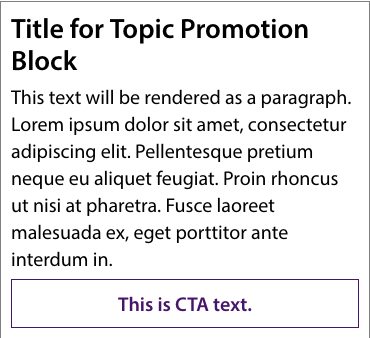 Title for Topic Promotion
Block
This text will be rendered as a paragraph.
Lorem ipsum dolor sit amet, consectetur
adipiscing elit. Pellentesque pretium
neque eu aliquet feugiat. Proin rhoncus
ut nisi at pharetra. Fusce laoreet
malesuada ex, eget porttitor ante
interdum in.
This is CTA text.